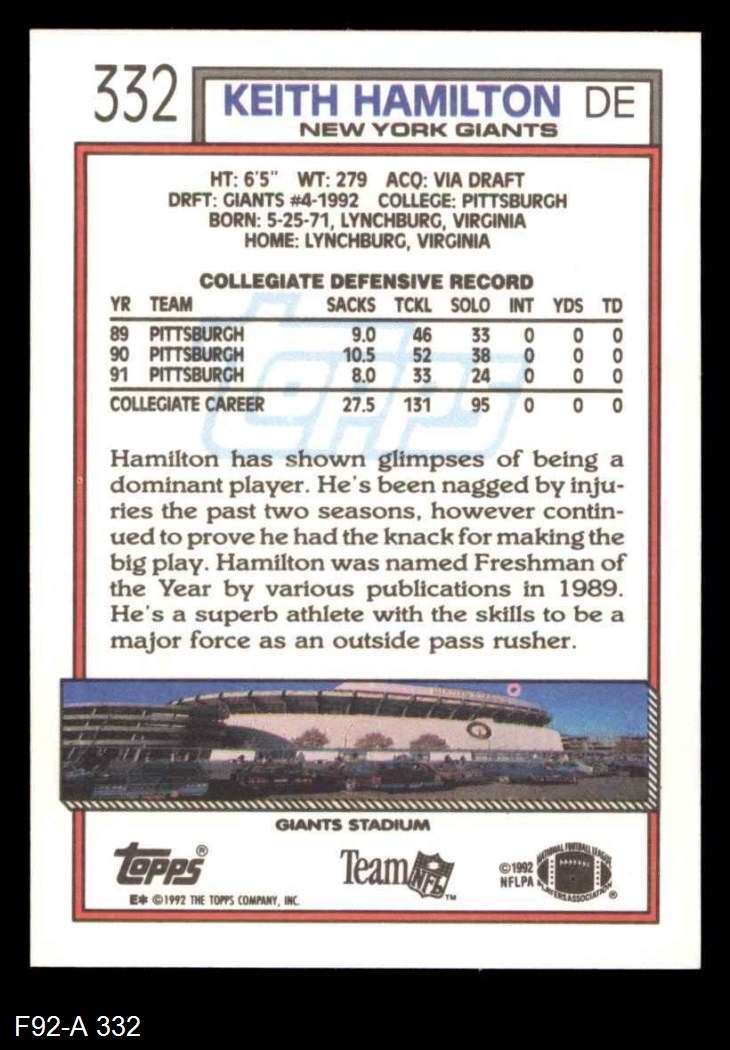 332 KEITH HAMILTON DE
NEW YORK GIANTS
HT: 6'5" WT: 279 ACQ: VIA DRAFT
DRFT: GIANTS #4-1992 COLLEGE: PITTSBURGH
BORN: 5-25-71, LYNCHBURG, VIRGINIA
HOME: LYNCHBURG, VIRGINIA
COLLEGIATE DEFENSIVE RECORD
YR TEAM SACKS TCKL SOLO INT YDS TD
89 PITTSBURGH 9.0 46 33 0 0 0
90 PITTSBURGH 10.5 52 38 0 0 0
91 PITTSBURGH 8.0 33 24 0 0 0
COLLEGIATE CAREER 27.5 131 95 0 0 0
topps
Hamilton has shown glimpses of being a
dominant player. He's been nagged by inju-
ries the past two seasons, however contin-
ued to prove he had the knack for making the
big play. Hamilton was named Freshman of
the Year by various publications in 1989.
He's a superb athlete with the skills to be a
major force as an outside pass rusher.
GIANTS STADIUM
topps®
E* ©1992 THE TOPPS COMPANY, INC.
Team NFL™
©1992
NFLPA
NATIONAL FOOTBALL LEAGUE
PLAYERS ASSOCIATION ®
F92-A 332